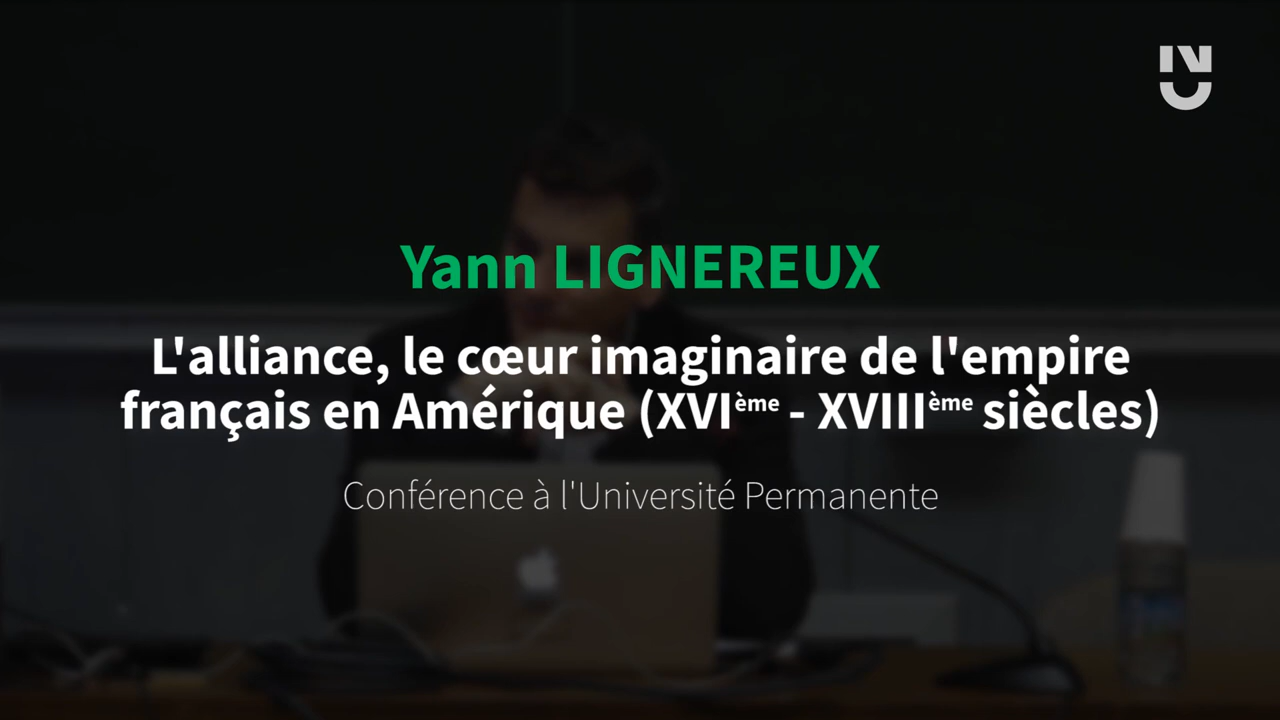 Yann LIGNEREUX
L'alliance, le cœur imaginaire de l'empire
français en Amérique (XVIème - XVIIIème siècles)
Conférence à l'Université Permanente